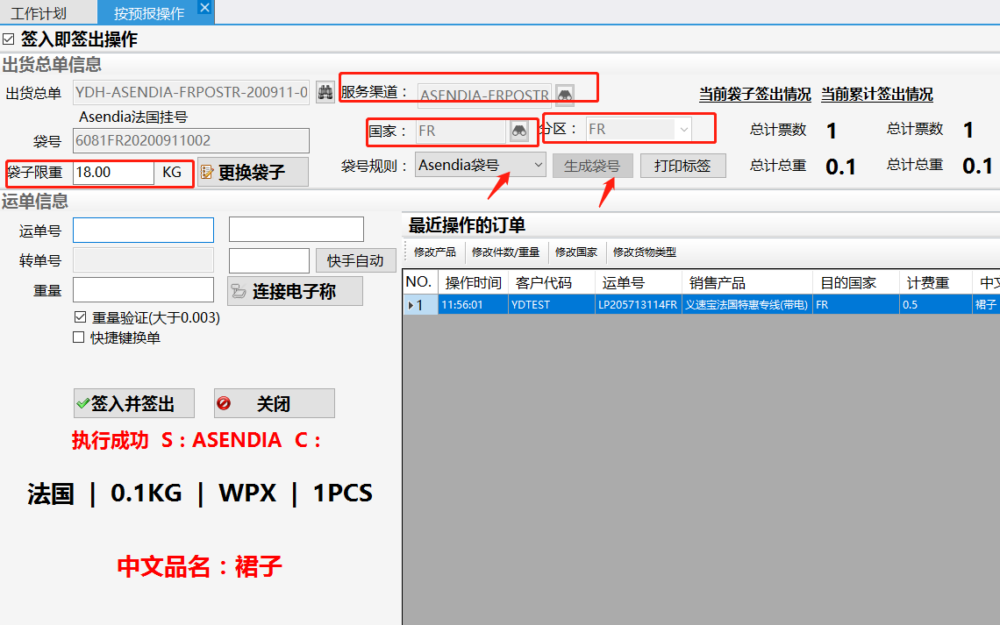 工作计划 按预报操作
签入即签出操作
出货总单信息
出货总单 YDH-ASENDIA-FRPOSTR-200911-0 服务渠道： ASENDIA-FRPOSTR 当前袋子签出情况 当前累计签出情况
Asendia法国挂号
国家： FR 分区： FR 总计票数 1 总计票数 1
袋号 6081FR20200911002
袋子限重 18.00 KG 更换袋子 袋号规则： Asendia袋号 生成袋号 打印标签 总计总重 0.1 总计总重 0.1
运单信息
运单号
转单号 快手自动
重量 连接电子称
重量验证(大于0.003)
快捷键换单
签入并签出 关闭
执行成功 S：ASENDIA C：
法国 | 0.1KG | WPX | 1PCS
中文品名：裙子
最近操作的订单
修改产品 修改件数/重量 修改国家 修改货物类型
NO. 操作时间 客户代码 运单号 销售产品 目的国家 计费重 中文
1 11:56:01 YDTEST LP205713114FR 义速宝法国特惠专线(带电) FR 0.5 裙子